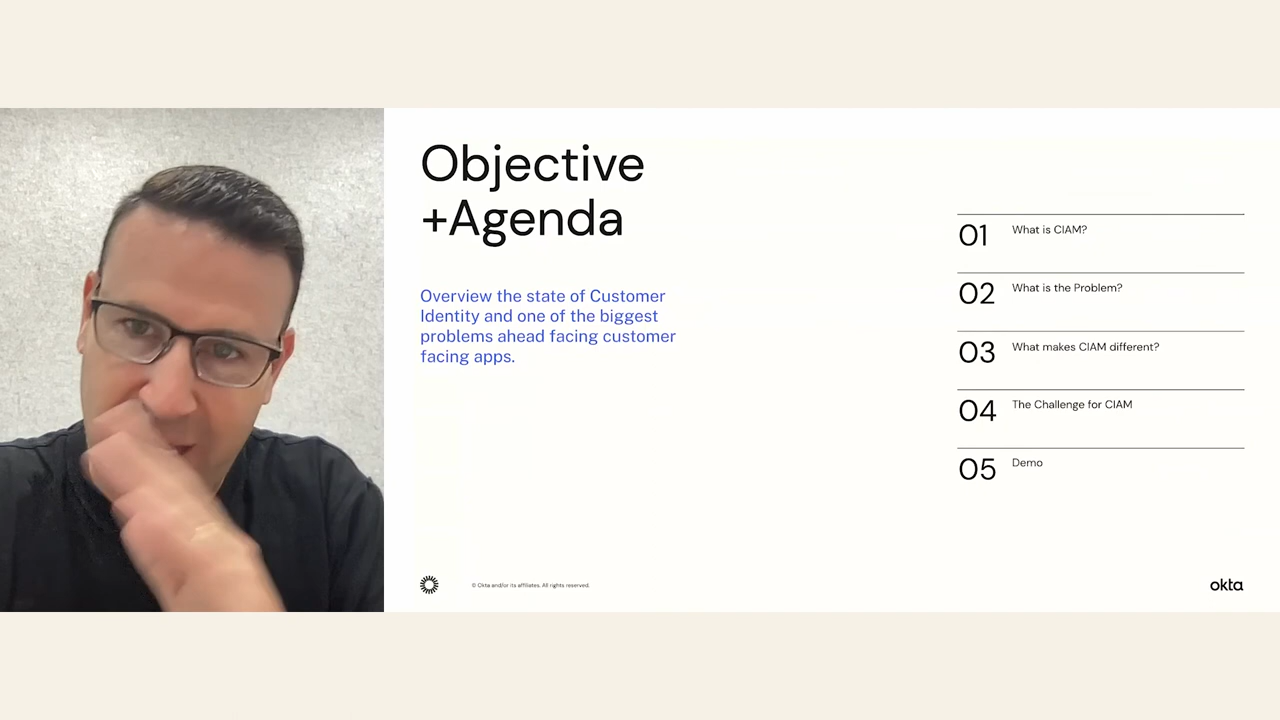 Objective
+Agenda
Overview the state of Customer
Identity and one of the biggest
problems ahead facing customer
facing apps.
01 What is CIAM?
02 What is the Problem?
03 What makes CIAM different?
04 The Challenge for CIAM
05 Demo
© Okta and/or its affiliates. All rights reserved.
okta